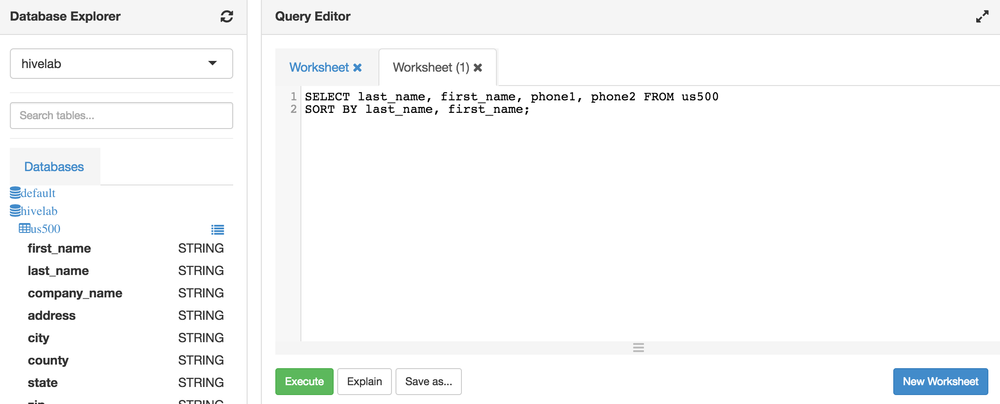 Database Explorer
hivelab
Search tables...
Databases
default
hivelab
us500
first_name STRING
last_name STRING
company_name STRING
address STRING
city STRING
county STRING
state STRING
zip STRING
Query Editor
Worksheet Worksheet (1)
1 SELECT last_name, first_name, phone1, phone2 FROM us500
2 SORT BY last_name, first_name;
Execute Explain Save as... New Worksheet